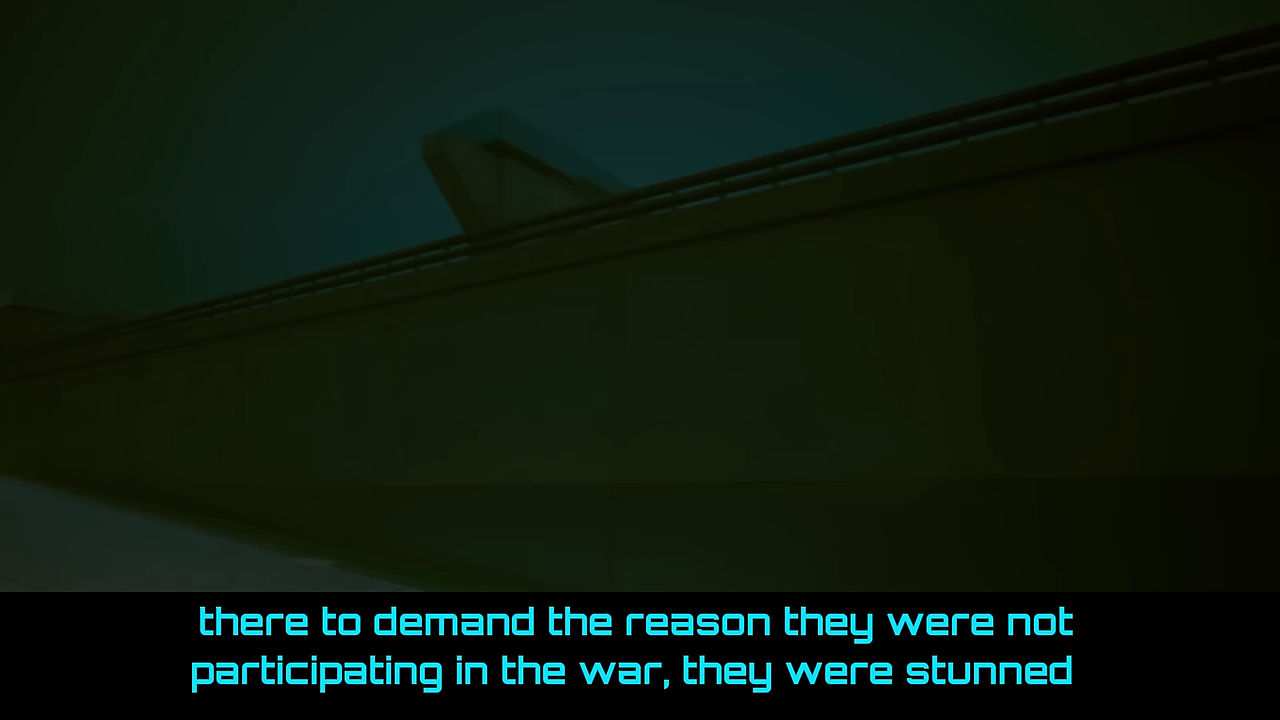 there to demand the reason they were not
participating in the war, they were stunned